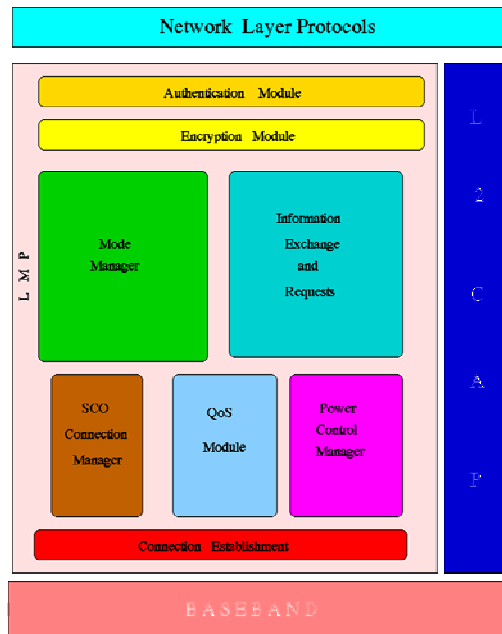 Network Layer Protocols
Authentication Module
Encryption Module
Mode
Manager
Information
Exchange
and
Requests
L M P
SCO
Connection
Manager
QoS
Module
Power
Control
Manager
Connection Establishment
L
2
C
A
P
BASEBAND